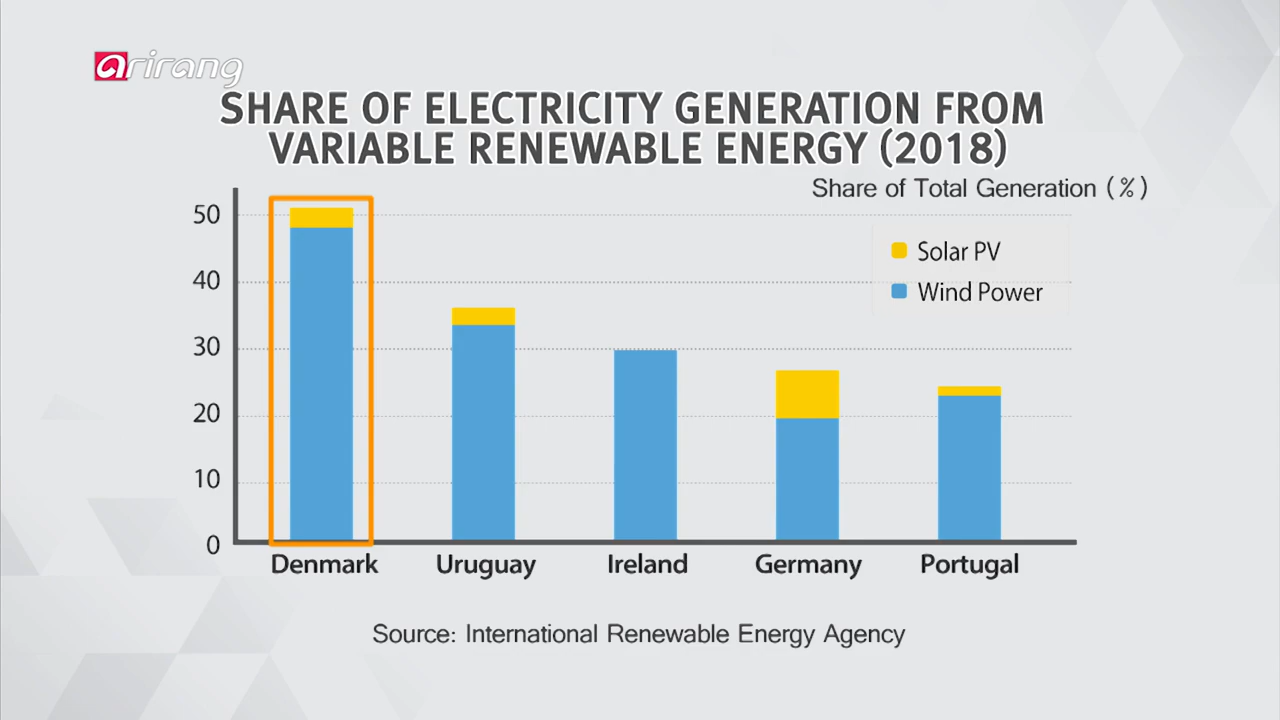 arirang
SHARE OF ELECTRICITY GENERATION FROM
VARIABLE RENEWABLE ENERGY (2018)
Share of Total Generation (%)
50
40
30
20
10
0
Solar PV
Wind Power
Denmark
Uruguay
Ireland
Germany
Portugal
Source: International Renewable Energy Agency